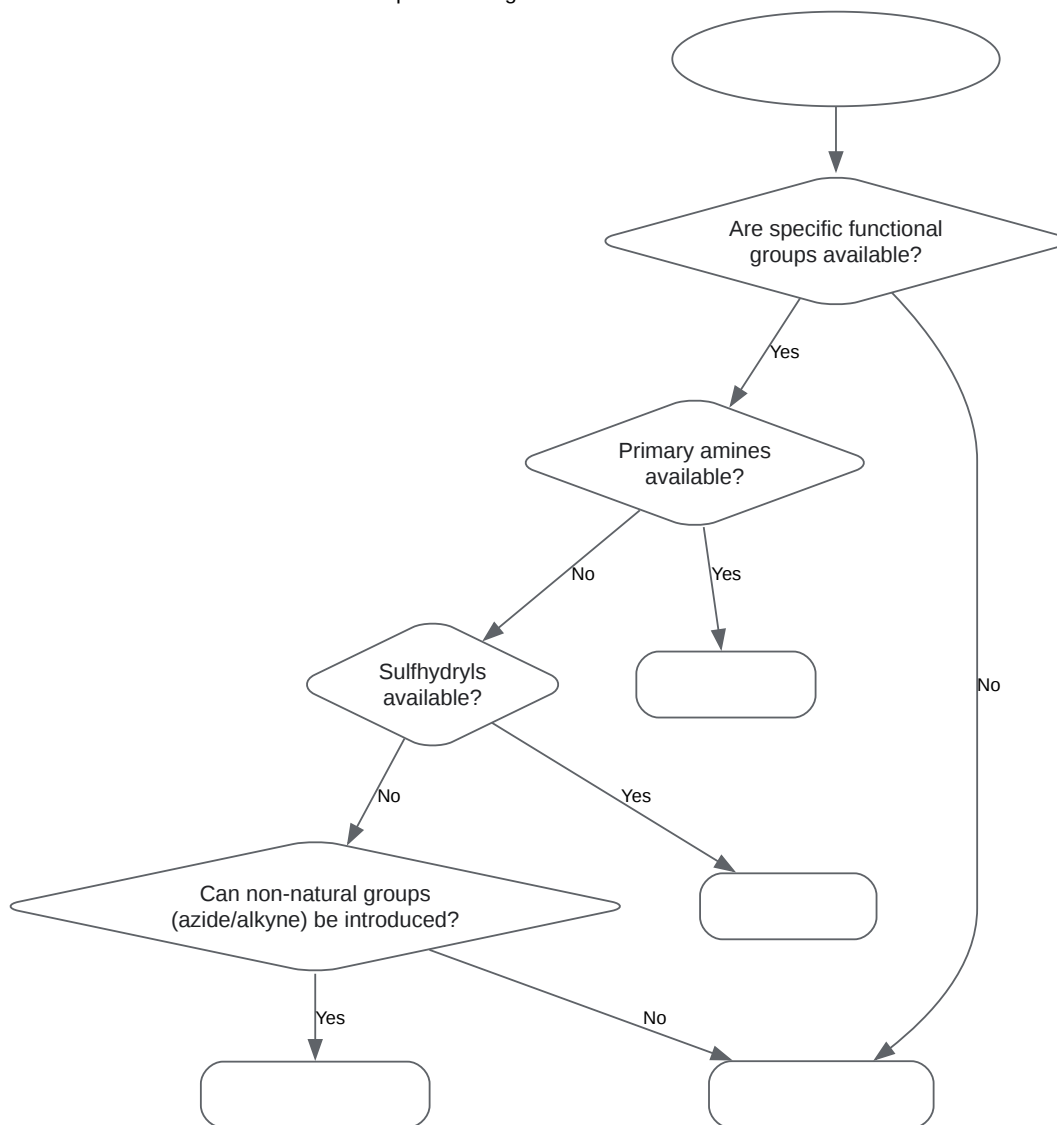 Are specific functional
groups available?
Yes
Primary amines
available?
No
Yes
Sulfhydryls
available?
No
No
Yes
Can non-natural groups
(azide/alkyne) be introduced?
Yes
No